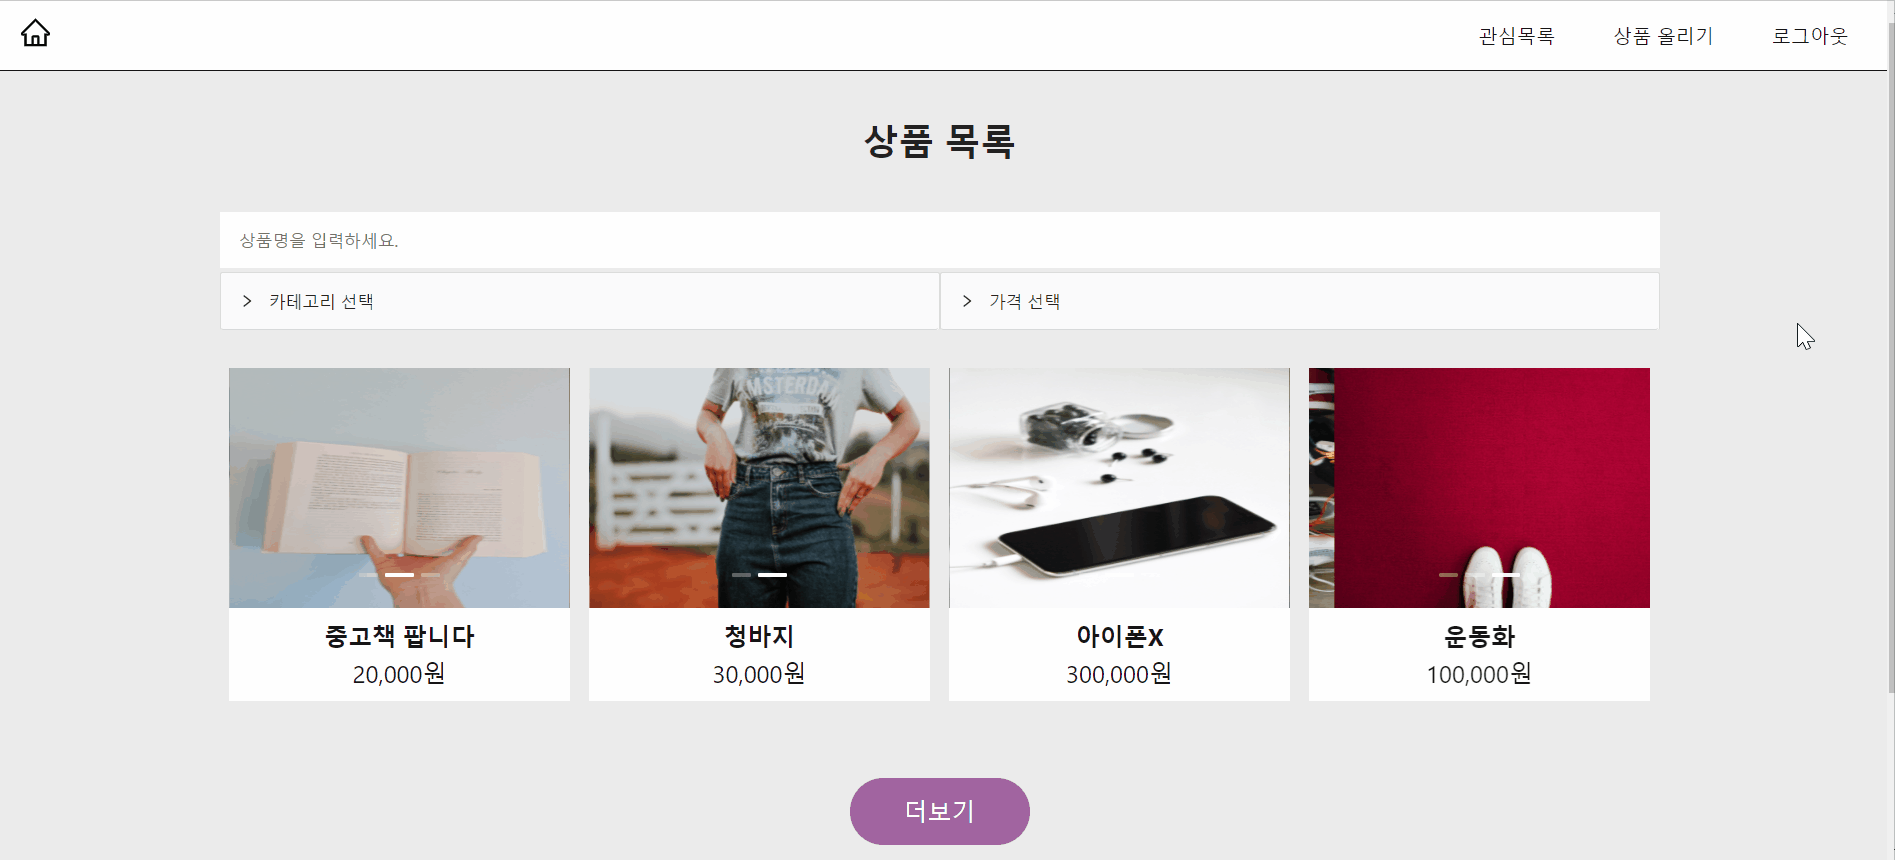 관심목록
상품 올리기
로그아웃
상품 목록
상품명을 입력하세요.
카테고리 선택
가격 선택
MSTERDA
중고책 팝니다
20,000원
청바지
30,000원
아이폰X
300,000원
운동화
100,000원
더보기